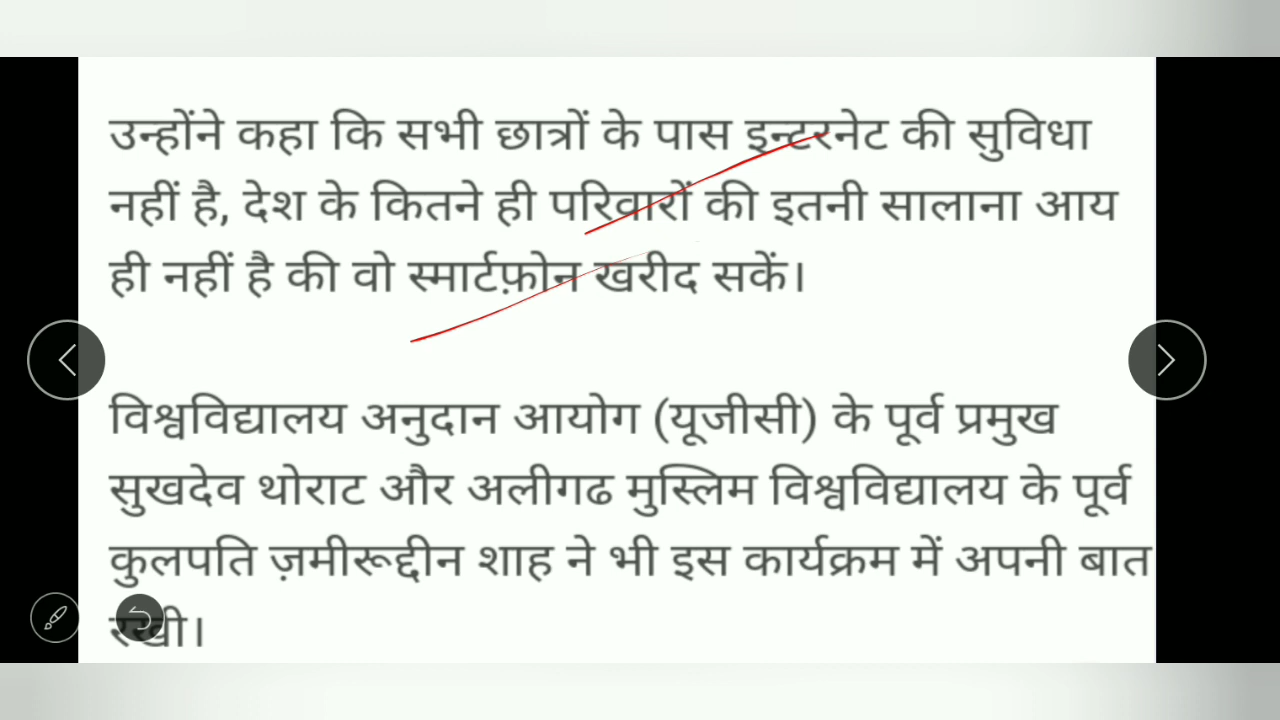 उन्होंने कहा कि सभी छात्रों के पास इन्टरनेट की सुविधा
नहीं है, देश के कितने ही परिवारों की इतनी सालाना आय
ही नहीं है की वो स्मार्टफ़ोन खरीद सकें।
विश्वविद्यालय अनुदान आयोग (यूजीसी) के पूर्व प्रमुख
सुखदेव थोराट और अलीगढ मुस्लिम विश्वविद्यालय के पूर्व
कुलपति ज़मीरूद्दीन शाह ने भी इस कार्यक्रम में अपनी बात
रखी।